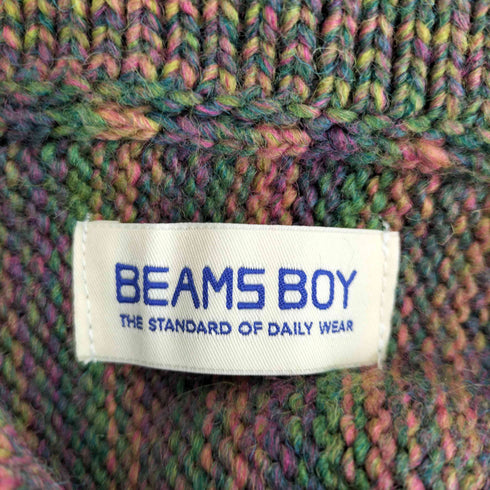 BEAMS BOY
THE STANDARD OF DAILY WEAR